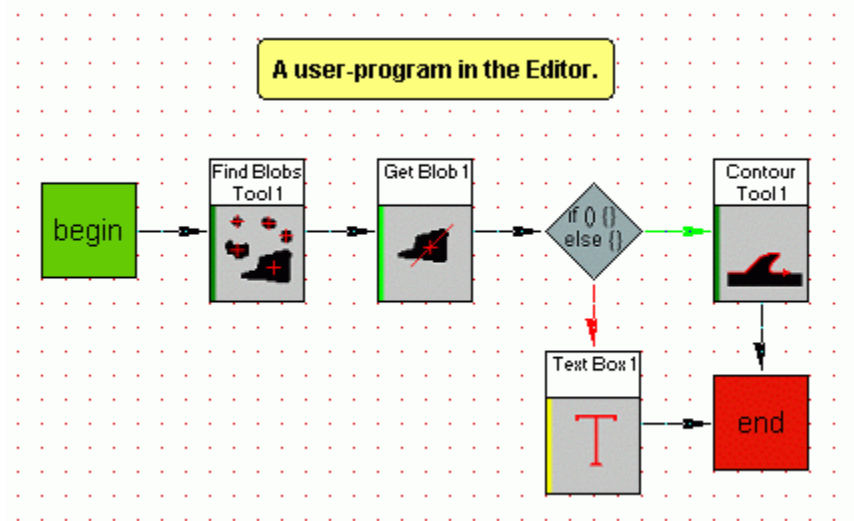 A user-program in the Editor.
begin
Find Blobs
Tool 1
Get Blob 1
if () {}
else {}
Contour
Tool 1
Text Box 1
T
end